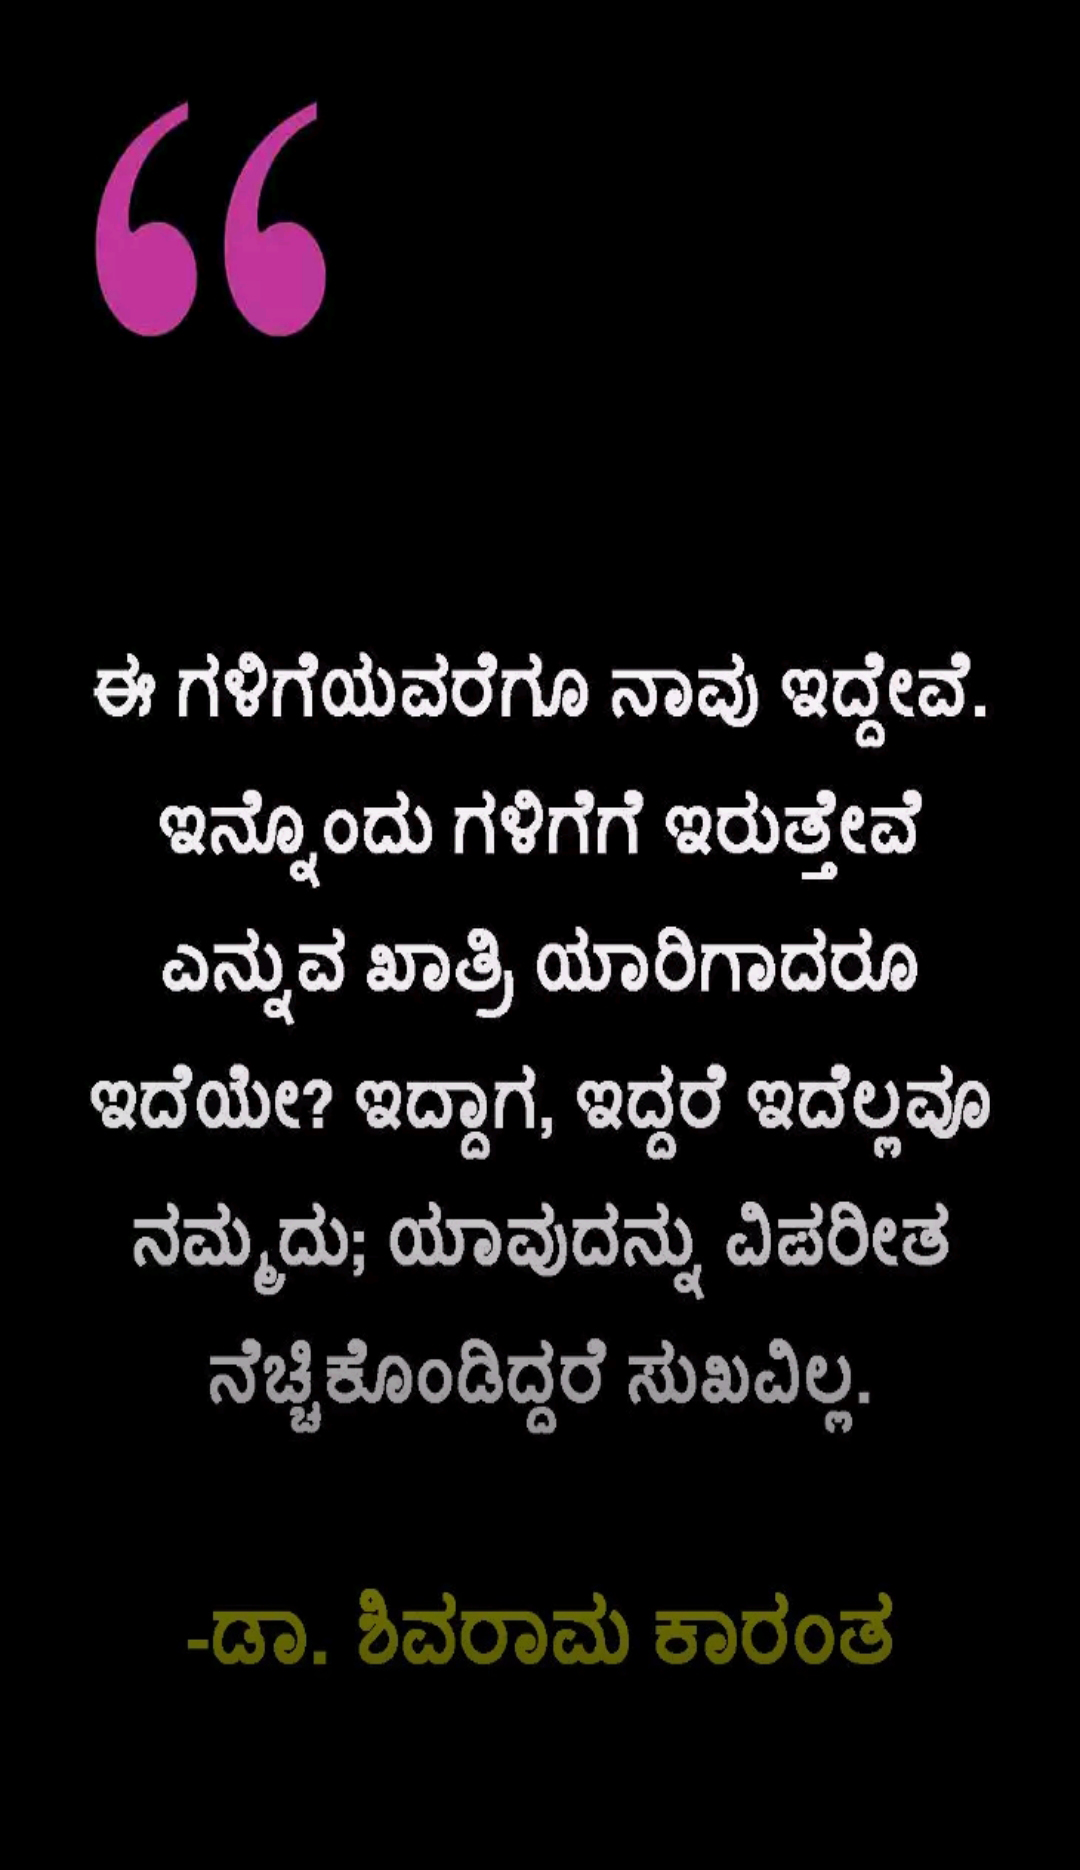 “
ಈ ಗಳಿಗೆಯವರೆಗೂ ನಾವು ಇದ್ದೇವೆ.
ಇನ್ನೊಂದು ಗಳಿಗೆಗೆ ಇರುತ್ತೇವೆ
ಎನ್ನುವ ಖಾತ್ರಿ ಯಾರಿಗಾದರೂ
ಇದೆಯೇ? ಇದ್ದಾಗ, ಇದ್ದರೆ ಇದೆಲ್ಲವೂ
ನಮ್ಮದು; ಯಾವುದನ್ನು ವಿಪರೀತ
ನೆಚ್ಚಿಕೊಂಡಿದ್ದರೆ ಸುಖವಿಲ್ಲ.
-ಡಾ. ಶಿವರಾಮ ಕಾರಂತ